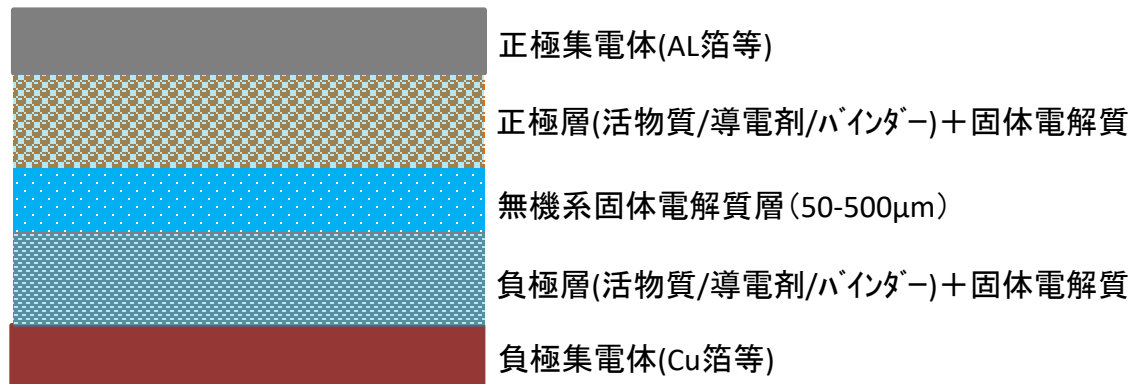 正極集電体(AL箔等)
正極層(活物質/導電剤/ﾊﾞｲﾝﾀﾞｰ)＋固体電解質
無機系固体電解質層（50-500μm）
負極層(活物質/導電剤/ﾊﾞｲﾝﾀﾞｰ)＋固体電解質
負極集電体(Cu箔等)